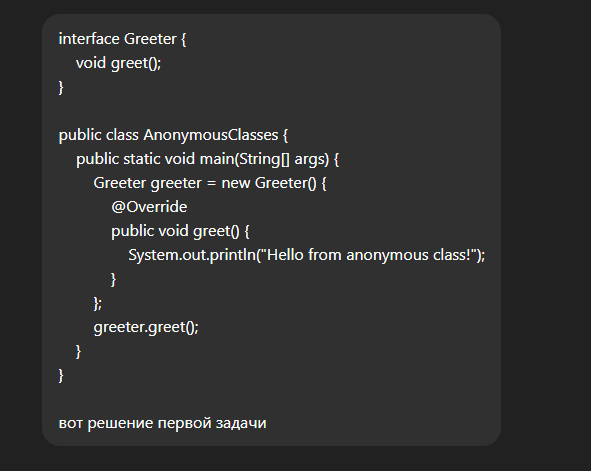 interface Greeter {
    void greet();
}

public class AnonymousClasses {
    public static void main(String[] args) {
        Greeter greeter = new Greeter() {
            @Override
            public void greet() {
                System.out.println("Hello from anonymous class!");
            }
        };
        greeter.greet();
    }
}

вот решение первой задачи